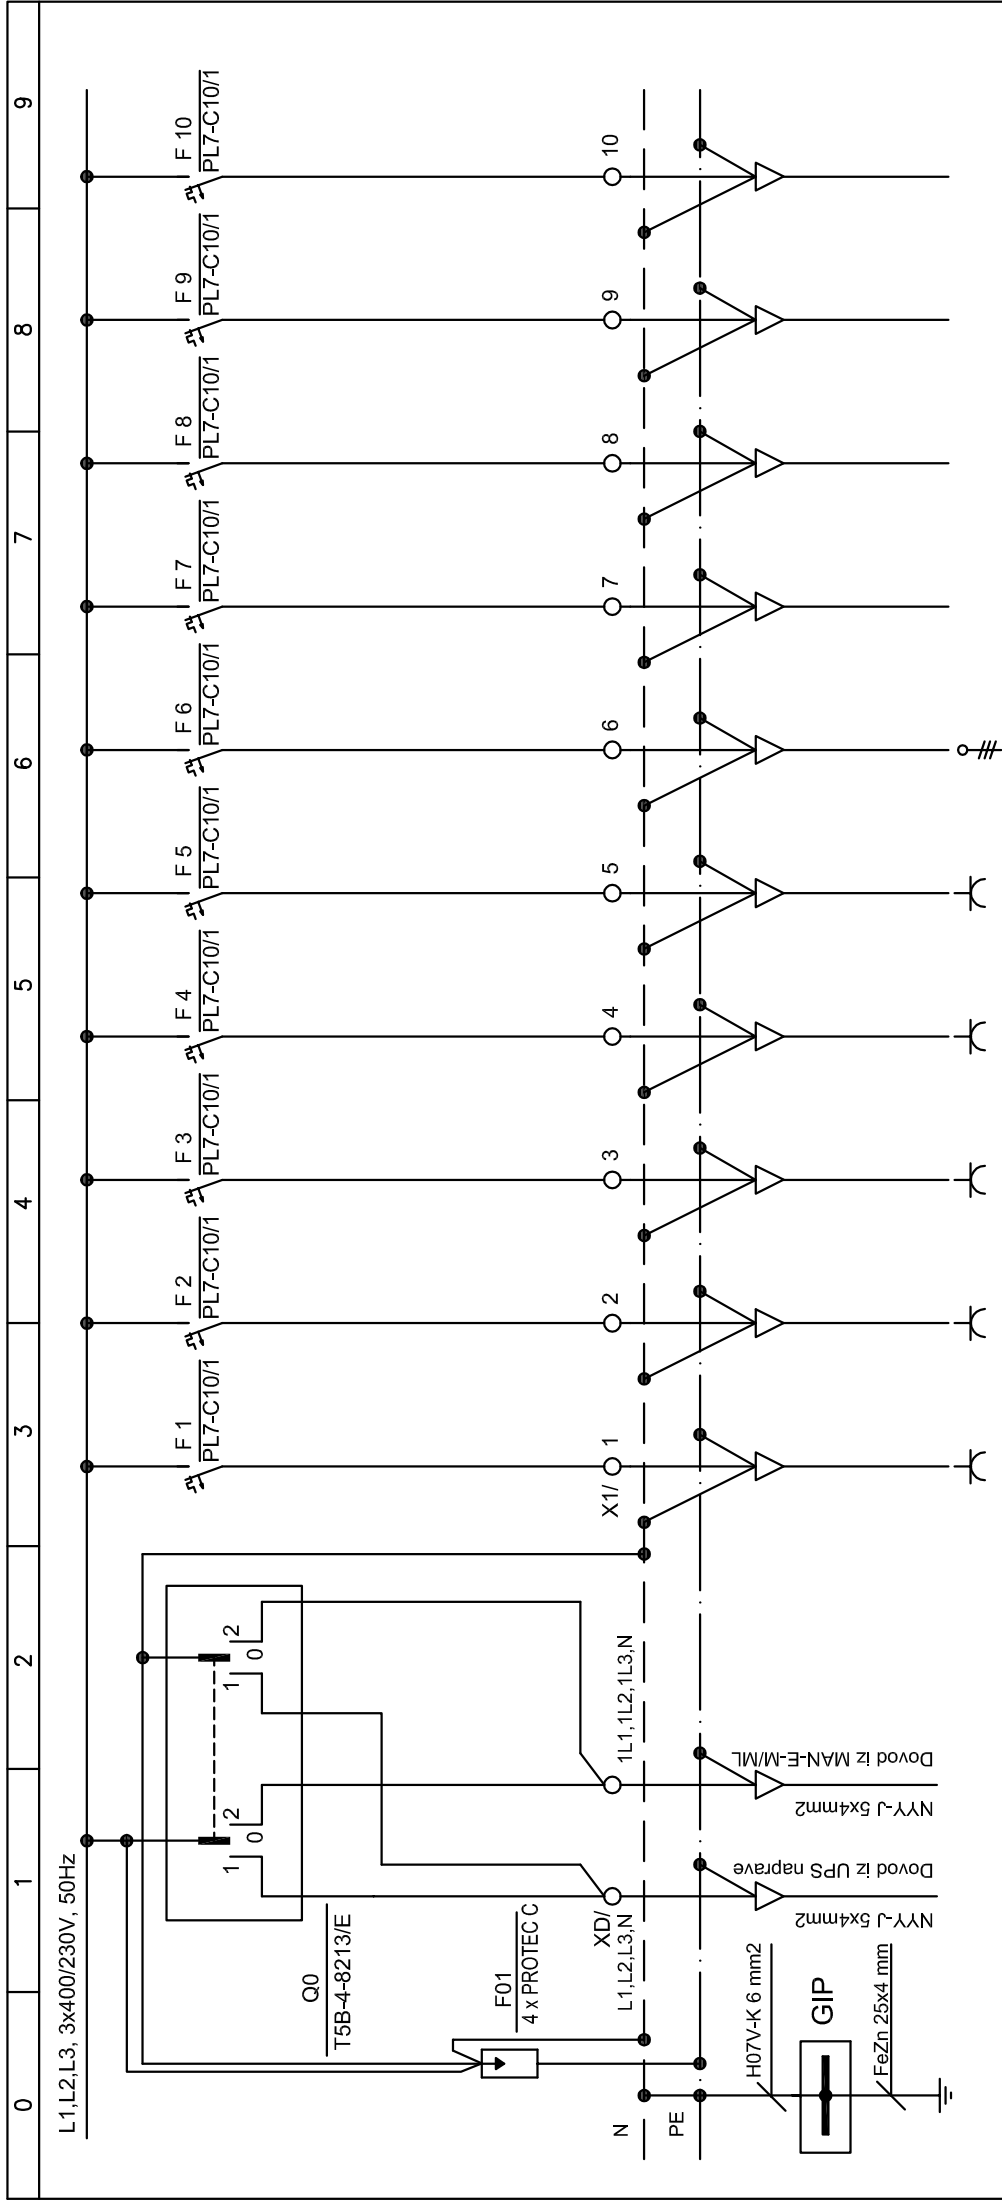 0 1 2 3 4 5 6 7 8 9
L1,L2,L3, 3x400/230V, 50Hz
F 1
PL7-C10/1
F 2
PL7-C10/1
F 3
PL7-C10/1
F 4
PL7-C10/1
F 5
PL7-C10/1
F 6
PL7-C10/1
F 7
PL7-C10/1
F 8
PL7-C10/1
F 9
PL7-C10/1
F 10
PL7-C10/1
1 0 2
1 0 2
Q0
T5B-4-8213/E
F01
4 x PROTEC C
XD/
L1,L2,L3,N
1L1,1L2,1L3,N
X1/ 1
2
3
4
5
6
7
8
9
10
N
PE
H07V-K 6 mm2
GIP
FeZn 25x4 mm
Dovod iz UPS naprave
NYY-J 5x4mm2
Dovod iz MAN-E-M/ML
NYY-J 5x4mm2